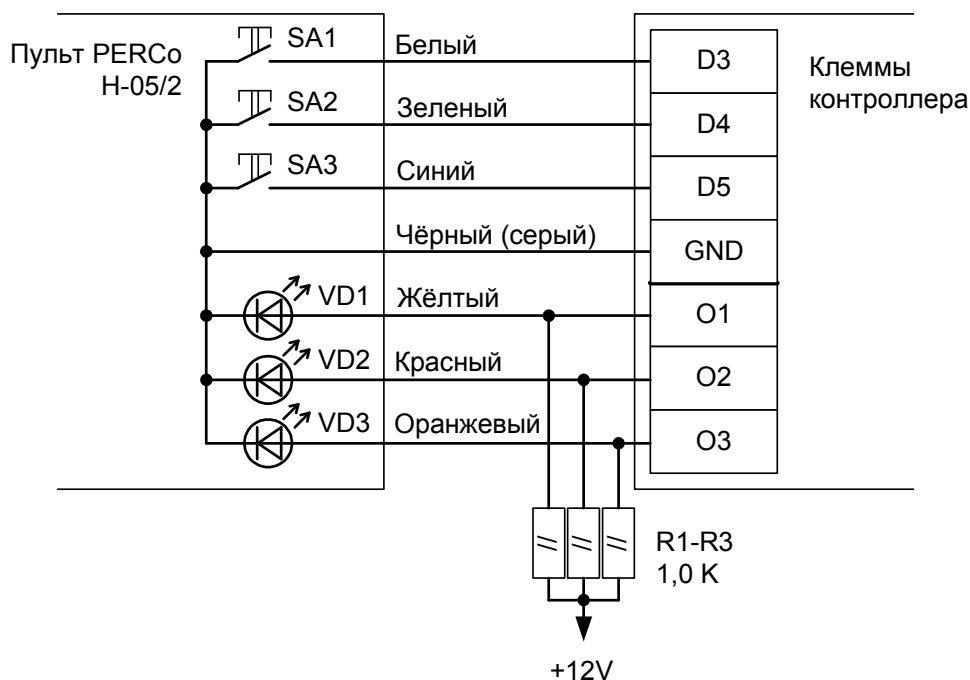 Пульт PERCo
H-05/2
SA1
Белый
D3
Клеммы
контроллера
SA2
Зеленый
D4
SA3
Синий
D5
Чёрный (серый)
GND
VD1
Жёлтый
O1
VD2
Красный
O2
VD3
Оранжевый
O3
R1-R3
1,0 K
+12V